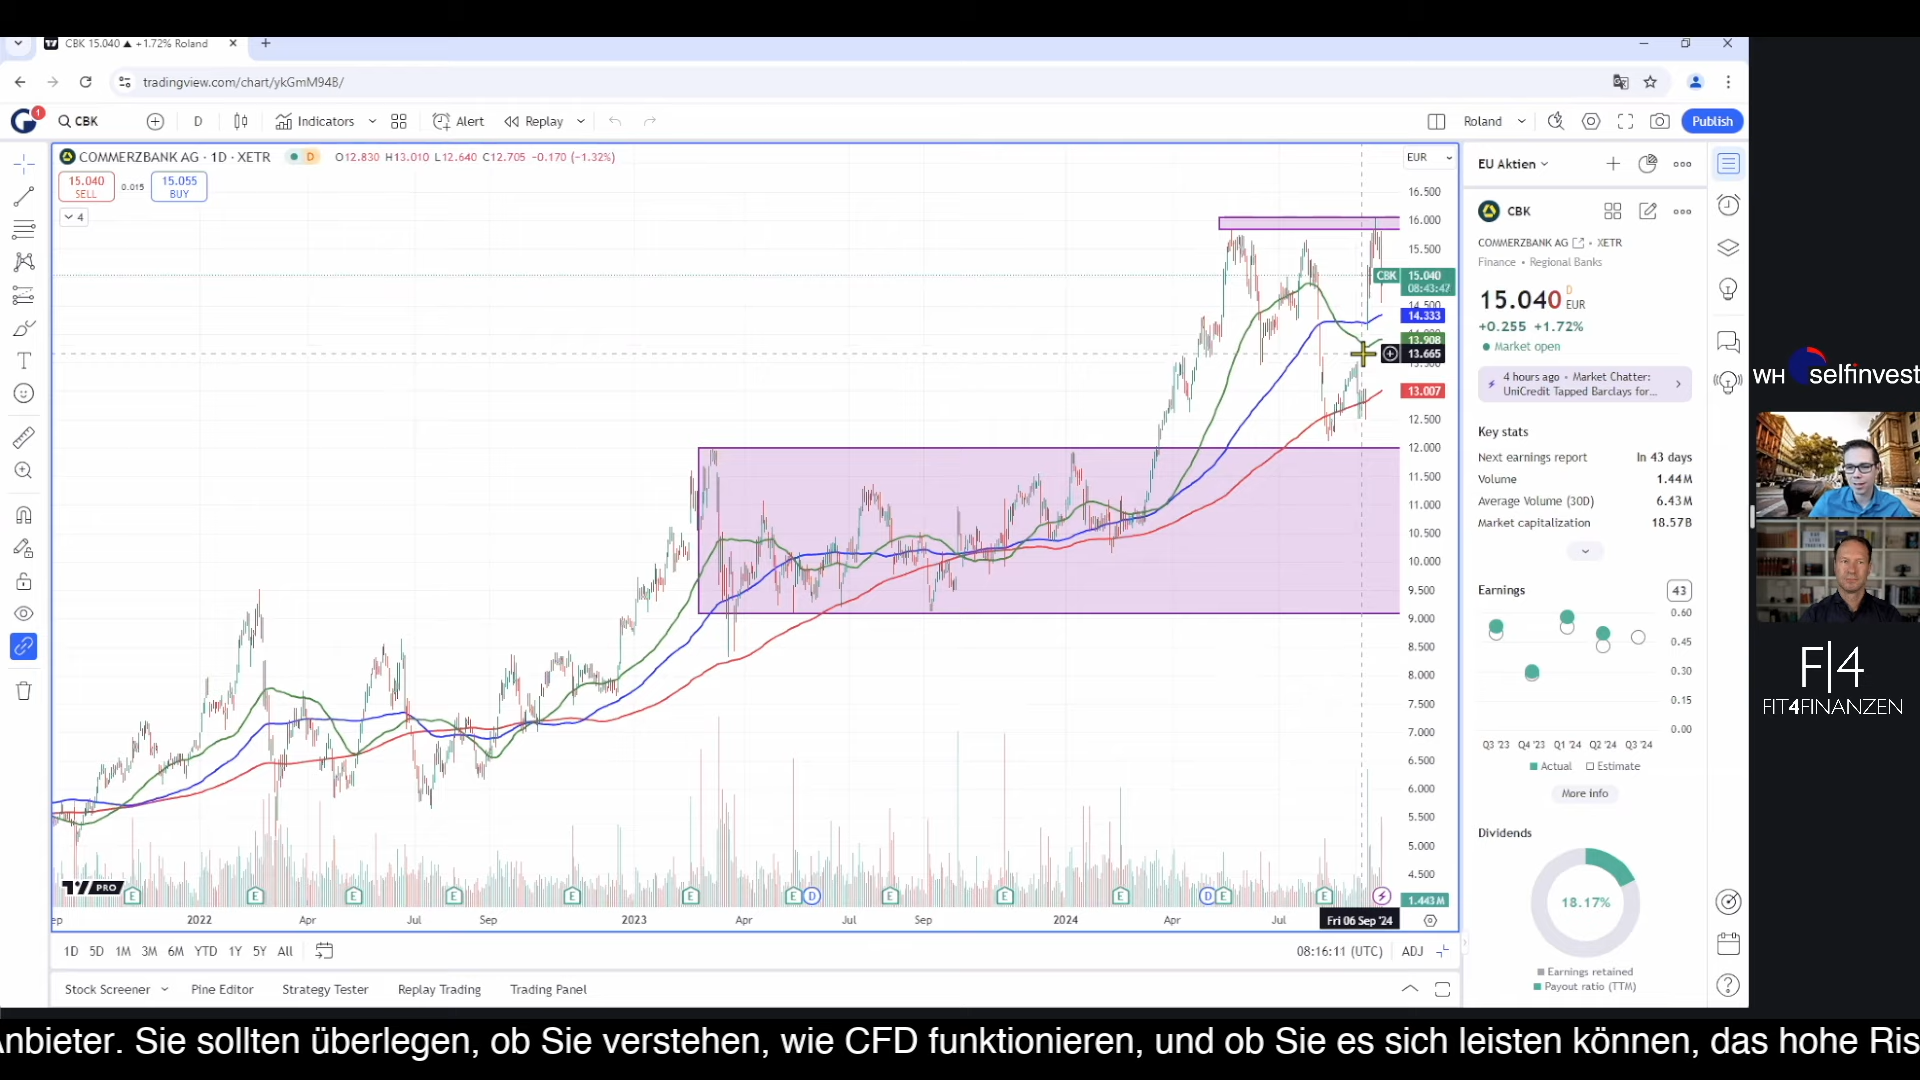 CBK 15.040 ▲ +1.72% Roland
tradingview.com/chart/ykGmM94B/
1
CBK
D
Indicators
Alert
Replay
Roland
Publish
COMMERZBANK AG · 1D · XETR
D
O12.830 H13.010 L12.640 C12.705 -0.170 (-1.32%)
EUR
15.040
SELL
0.015
15.055
BUY
4
16.500
16.000
15.500
CBK 15.040
08:43:47
14.500
14.333
13.908
13.665
13.007
12.500
12.000
11.500
11.000
10.500
10.000
9.500
9.000
8.500
8.000
7.500
7.000
6.500
6.000
5.500
5.000
4.500
1.443 M
PRO
E E E E E E E D E E E D E E
2022 Apr Jul Sep 2023 Apr Jul Sep 2024 Apr Jul Fri 06 Sep '24
1D 5D 1M 3M 6M YTD 1Y 5Y All
08:16:11 (UTC) ADJ
Stock Screener Pine Editor Strategy Tester Replay Trading Trading Panel
EU Aktien
CBK
COMMERZBANK AG • XETR
Finance • Regional Banks
15.040 D EUR
+0.255 +1.72%
Market open
4 hours ago • Market Chatter:
UniCredit Tapped Barclays for...
Key stats
Next earnings report In 43 days
Volume 1.44M
Average Volume (30D) 6.43M
Market capitalization 18.57B
Earnings 43
0.60
0.45
0.30
0.15
0.00
Q3 '23 Q4 '23 Q1 '24 Q2 '24 Q3 '24
Actual Estimate
More info
Dividends
18.17%
Earnings retained
Payout ratio (TTM)
WH selfinvest
F|4
FIT4FINANZEN
Anbieter. Sie sollten überlegen, ob Sie verstehen, wie CFD funktionieren, und ob Sie es sich leisten können, das hohe Ris